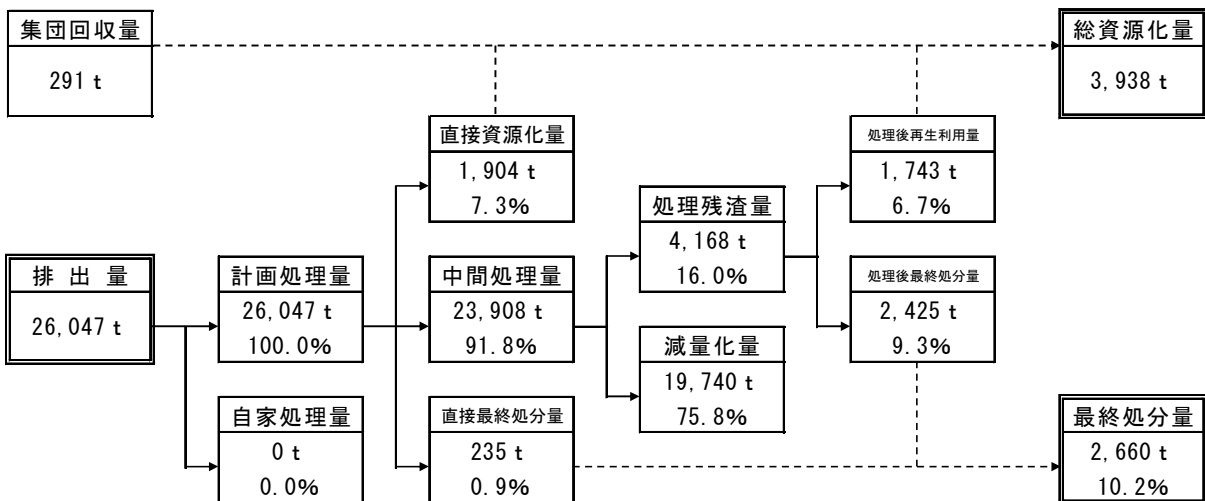 集団回収量
291 t
総資源化量
3,938 t
直接資源化量
1,904 t
7.3%
処理後再生利用量
1,743 t
6.7%
処理残渣量
4,168 t
16.0%
排出量
26,047 t
計画処理量
26,047 t
100.0%
中間処理量
23,908 t
91.8%
処理後最終処分量
2,425 t
9.3%
減量化量
19,740 t
75.8%
自家処理量
0 t
0.0%
直接最終処分量
235 t
0.9%
最終処分量
2,660 t
10.2%